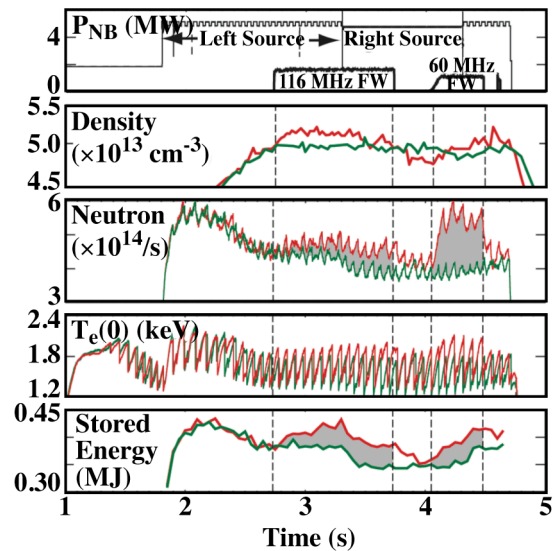 P_NB (MW)
4
Left Source
Right Source
2
116 MHz FW
60 MHz
FW
0
5.5
Density
5.0
(×10^13 cm^-3)
4.5
6
Neutron
(×10^14/s)
3
2.4
T_e(0) (keV)
1.8
1.2
0.45
Stored
Energy
(MJ)
0.30
1 2 3 4 5
Time (s)